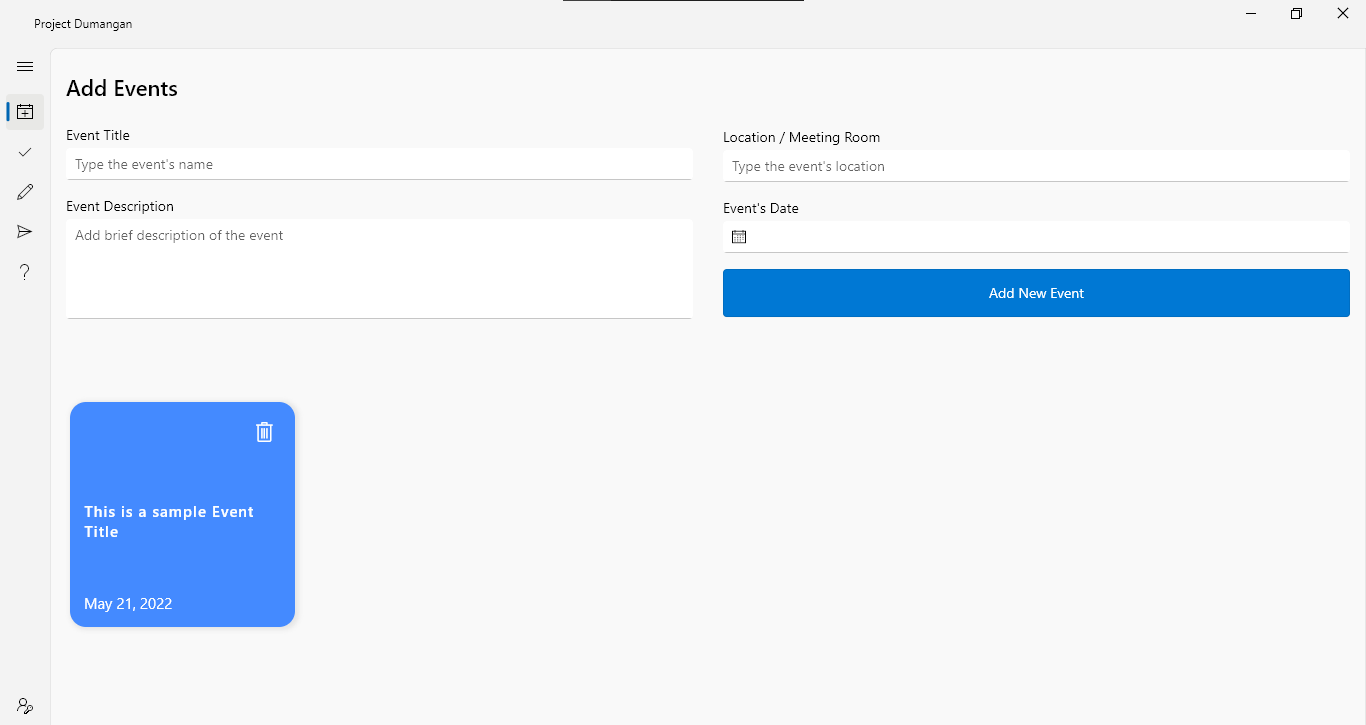 Project Dumangan
Add Events
Event Title
Type the event's name
Event Description
Add brief description of the event
Location / Meeting Room
Type the event's location
Event's Date
Add New Event
This is a sample Event
Title
May 21, 2022